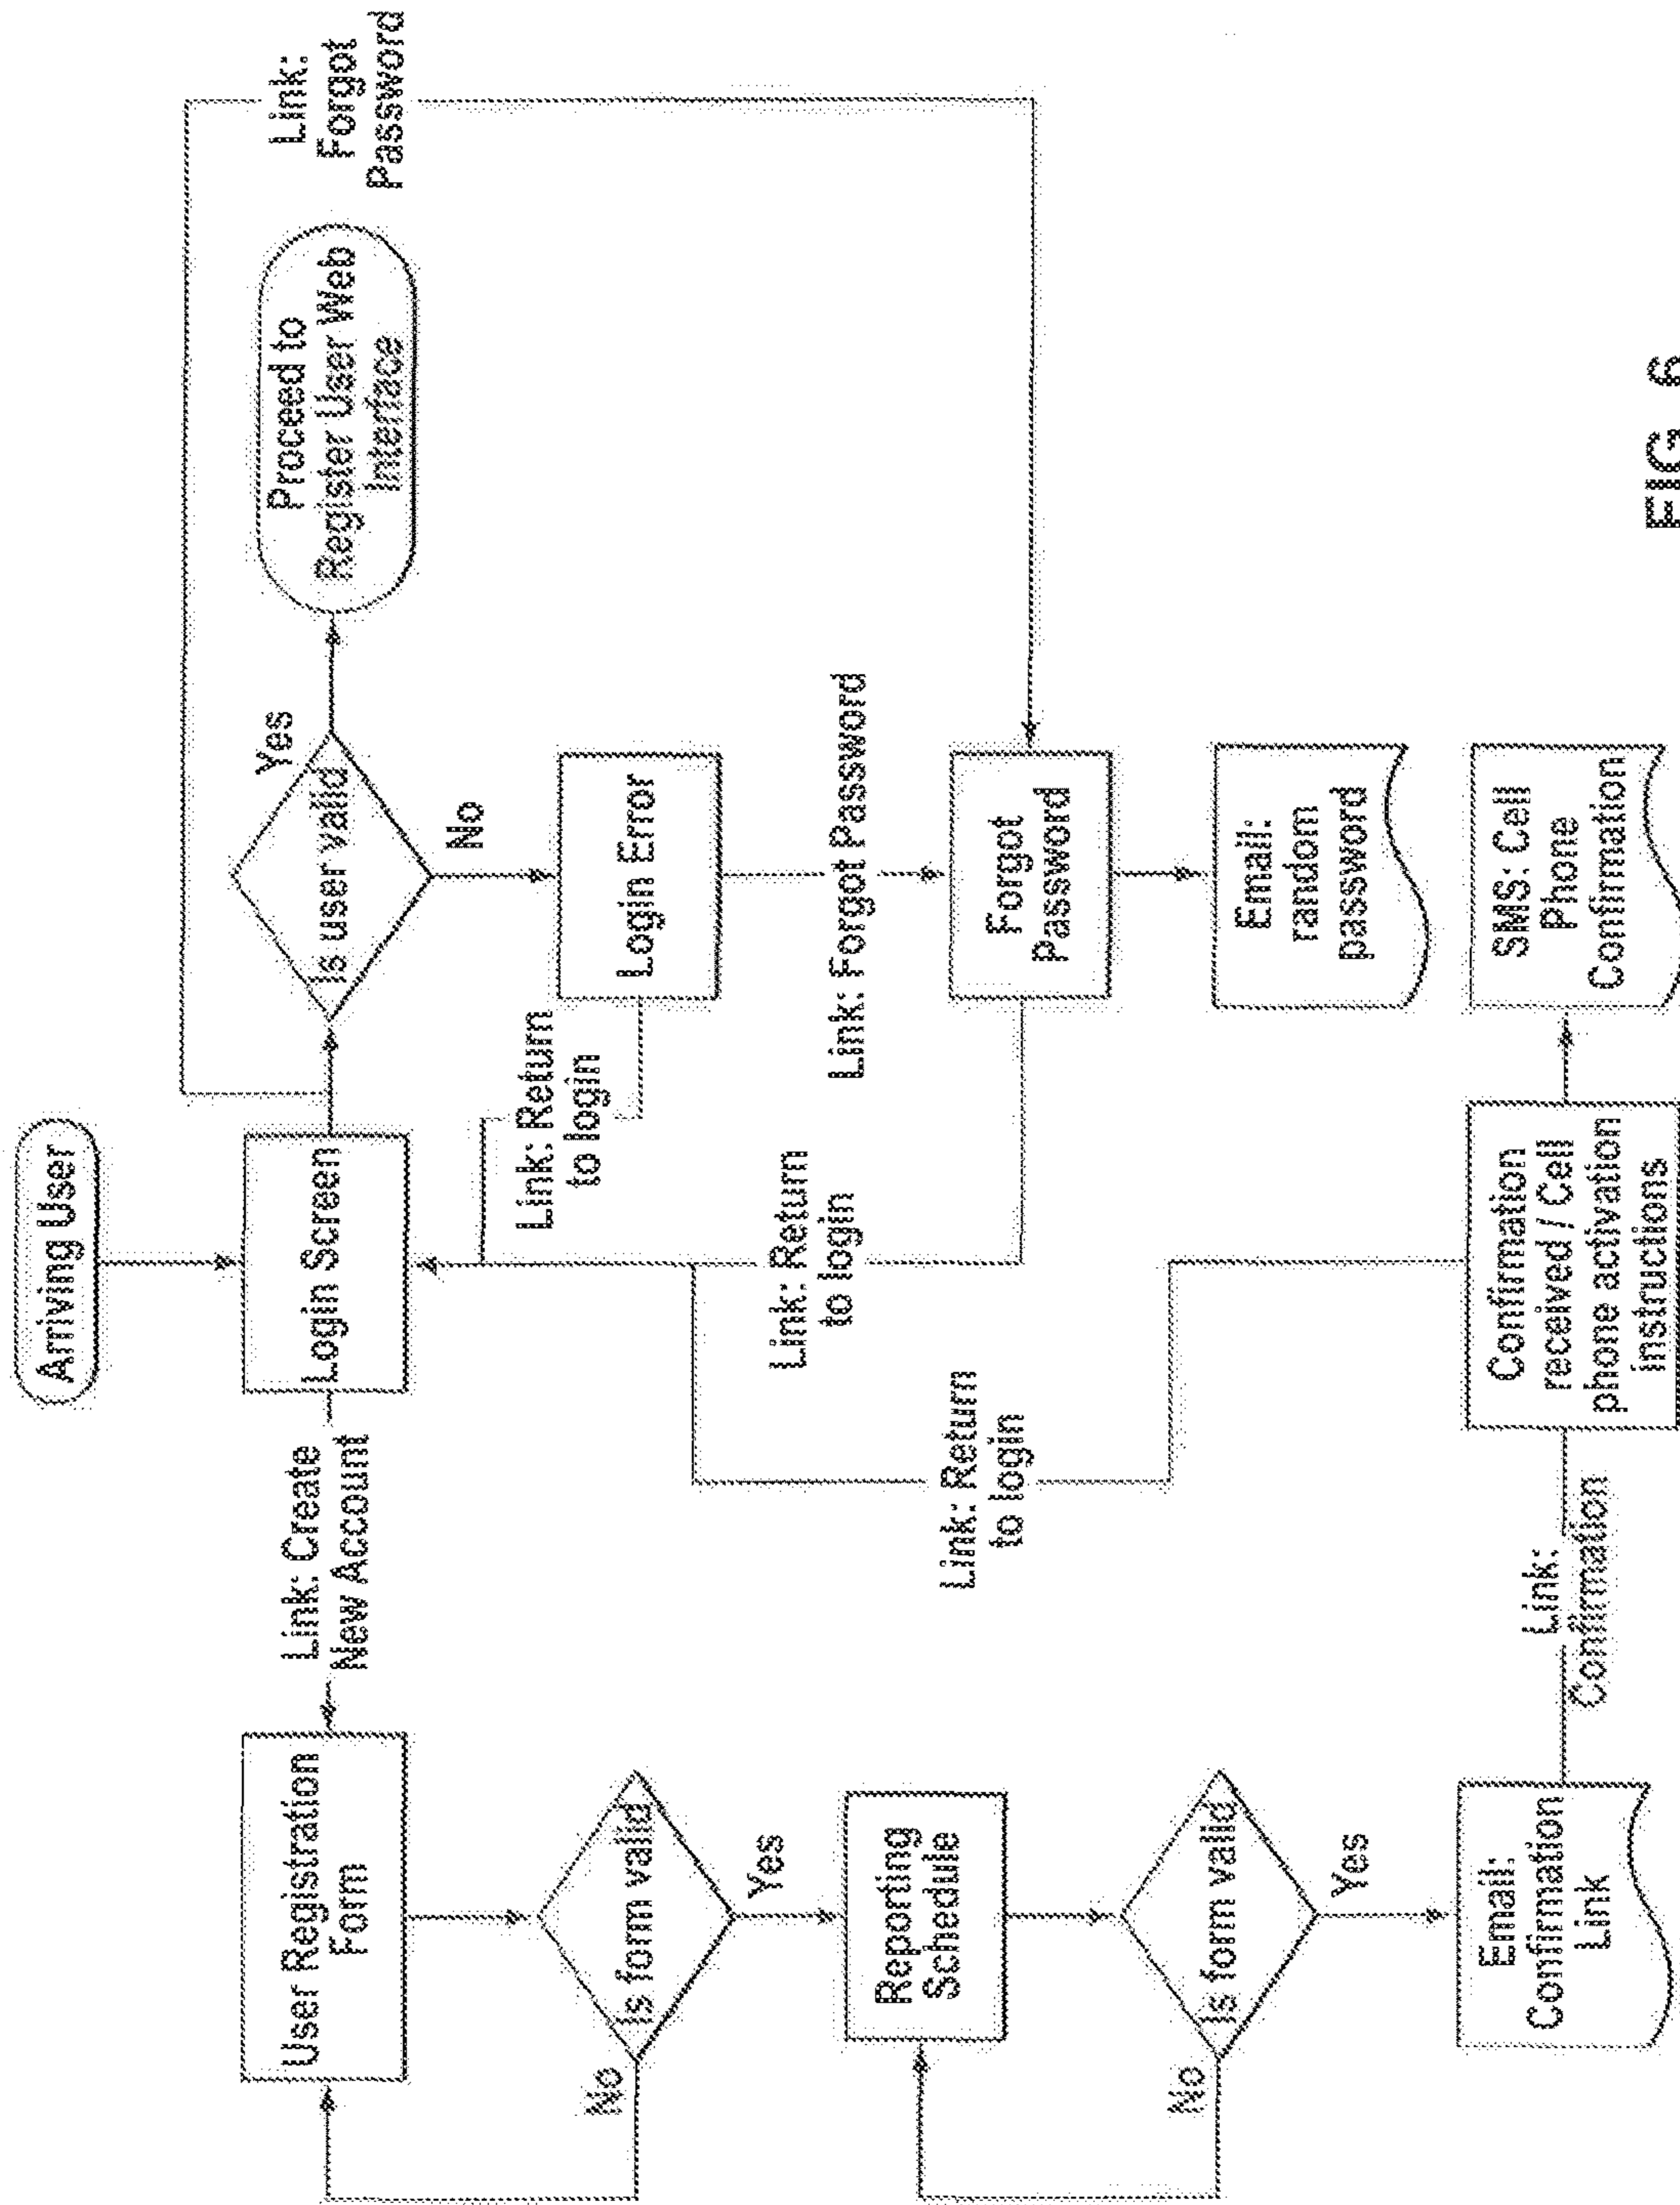 Arriving User
Login Screen
Link: Create
New Account
User Registration
Form
Is form valid
No
Yes
Reporting
Schedule
Is form valid
No
Yes
Email:
Confirmation
Link
Link:
Confirmation
Confirmation
received / Cell
phone activation
instructions
SMS: Cell
Phone
Confirmation
Link: Return
to login
Link: Return
to login
Link: Return
to login
Is user valid
Yes
No
Proceed to
Register User Web
Interface
Link:
Forgot
Password
Login Error
Link: Forgot Password
Forgot
Password
Email:
random
password
FIG. 6